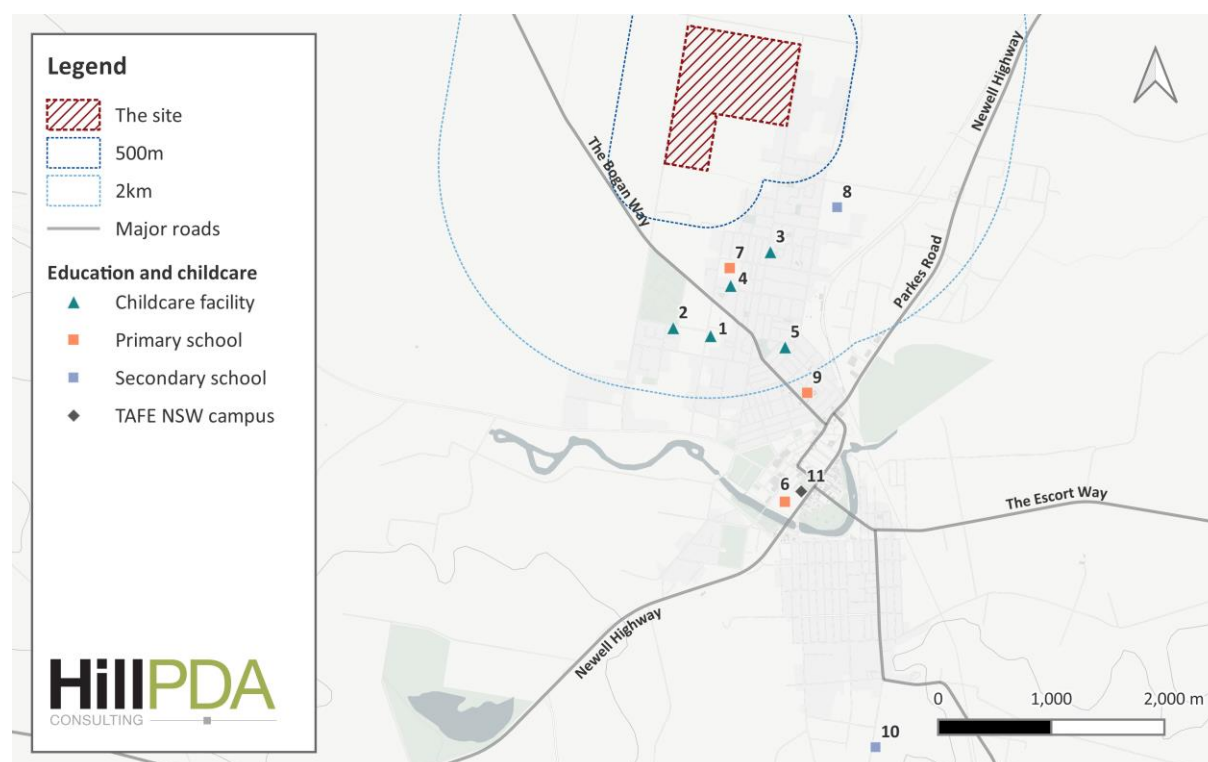 Legend
The site
500m
2km
Major roads
Education and childcare
Childcare facility
Primary school
Secondary school
TAFE NSW campus
HillPDA
CONSULTING
The Bogan Way
Newell Highway
Parkes Road
8
3
7
4
2
1
5
9
6
11
The Escort Way
Newell Highway
10
0
1,000
2,000 m